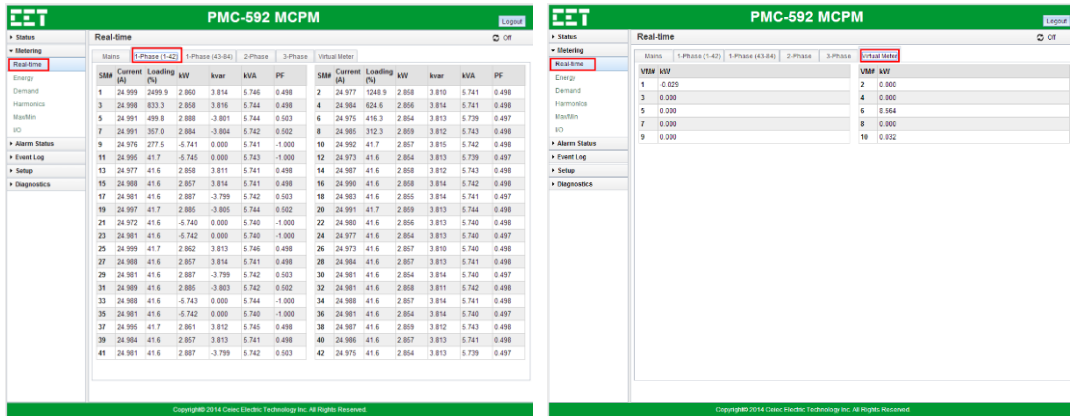 CET PMC-592 MCPM Logout
Status Real-time Off
Metering Mains 1-Phase (1-42) 1-Phase (43-84) 2-Phase 3-Phase Virtual Meter
Real-time
Energy
Demand
Harmonics
Max/Min
I/O
Alarm Status
Event Log
Setup
Diagnostics
SM# Current (A) Loading (%) kW kvar kVA PF SM# Current (A) Loading (%) kW kvar kVA PF
1 24.999 2499.9 2.860 3.814 5.746 0.498 2 24.977 1248.9 2.858 3.810 5.741 0.498
3 24.998 833.3 2.858 3.816 5.744 0.498 4 24.984 624.6 2.856 3.814 5.741 0.498
5 24.991 499.8 2.888 -3.801 5.744 0.503 6 24.975 416.3 2.854 3.813 5.739 0.497
7 24.991 357.0 2.884 -3.804 5.742 0.502 8 24.985 312.3 2.859 3.812 5.743 0.498
9 24.976 277.5 -5.741 0.000 5.741 -1.000 10 24.992 41.7 2.857 3.815 5.742 0.498
11 24.995 41.7 -5.745 0.000 5.743 -1.000 12 24.973 41.6 2.854 3.813 5.739 0.497
13 24.977 41.6 2.858 3.811 5.741 0.498 14 24.987 41.6 2.858 3.812 5.743 0.498
15 24.988 41.6 2.857 3.814 5.741 0.498 16 24.990 41.6 2.858 3.814 5.742 0.498
17 24.981 41.6 2.887 -3.799 5.742 0.503 18 24.983 41.6 2.855 3.814 5.741 0.497
19 24.997 41.7 2.885 -3.805 5.744 0.502 20 24.991 41.7 2.859 3.813 5.744 0.498
21 24.972 41.6 -5.740 0.000 5.740 -1.000 22 24.980 41.6 2.856 3.813 5.740 0.498
23 24.981 41.6 -5.742 0.000 5.740 -1.000 24 24.977 41.6 2.854 3.813 5.740 0.497
25 24.999 41.7 2.862 3.813 5.746 0.498 26 24.973 41.6 2.857 3.810 5.740 0.498
27 24.988 41.6 2.857 3.814 5.741 0.498 28 24.984 41.6 2.857 3.813 5.741 0.498
29 24.981 41.6 2.887 -3.799 5.742 0.503 30 24.981 41.6 2.854 3.814 5.740 0.497
31 24.989 41.6 2.885 -3.803 5.742 0.502 32 24.981 41.6 2.858 3.811 5.742 0.498
33 24.988 41.6 -5.743 0.000 5.744 -1.000 34 24.988 41.6 2.857 3.814 5.741 0.498
35 24.981 41.6 -5.742 0.000 5.740 -1.000 36 24.981 41.6 2.854 3.814 5.740 0.497
37 24.995 41.7 2.861 3.812 5.745 0.498 38 24.987 41.6 2.859 3.812 5.743 0.498
39 24.984 41.6 2.857 3.813 5.741 0.498 40 24.986 41.6 2.857 3.813 5.741 0.498
41 24.981 41.6 2.887 -3.799 5.742 0.503 42 24.975 41.6 2.854 3.813 5.739 0.497
Copyright© 2014 Ceiec Electric Technology Inc. All Rights Reserved.
CET PMC-592 MCPM Logout
Status Real-time Off
Metering Mains 1-Phase (1-42) 1-Phase (43-84) 2-Phase 3-Phase Virtual Meter
Real-time
Energy
Demand
Harmonics
Max/Min
I/O
Alarm Status
Event Log
Setup
Diagnostics
VM# kW VM# kW
1 -0.029 2 0.000
3 0.000 4 0.000
5 0.000 6 8.564
7 0.000 8 0.000
9 0.000 10 0.032
Copyright© 2014 Ceiec Electric Technology Inc. All Rights Reserved.